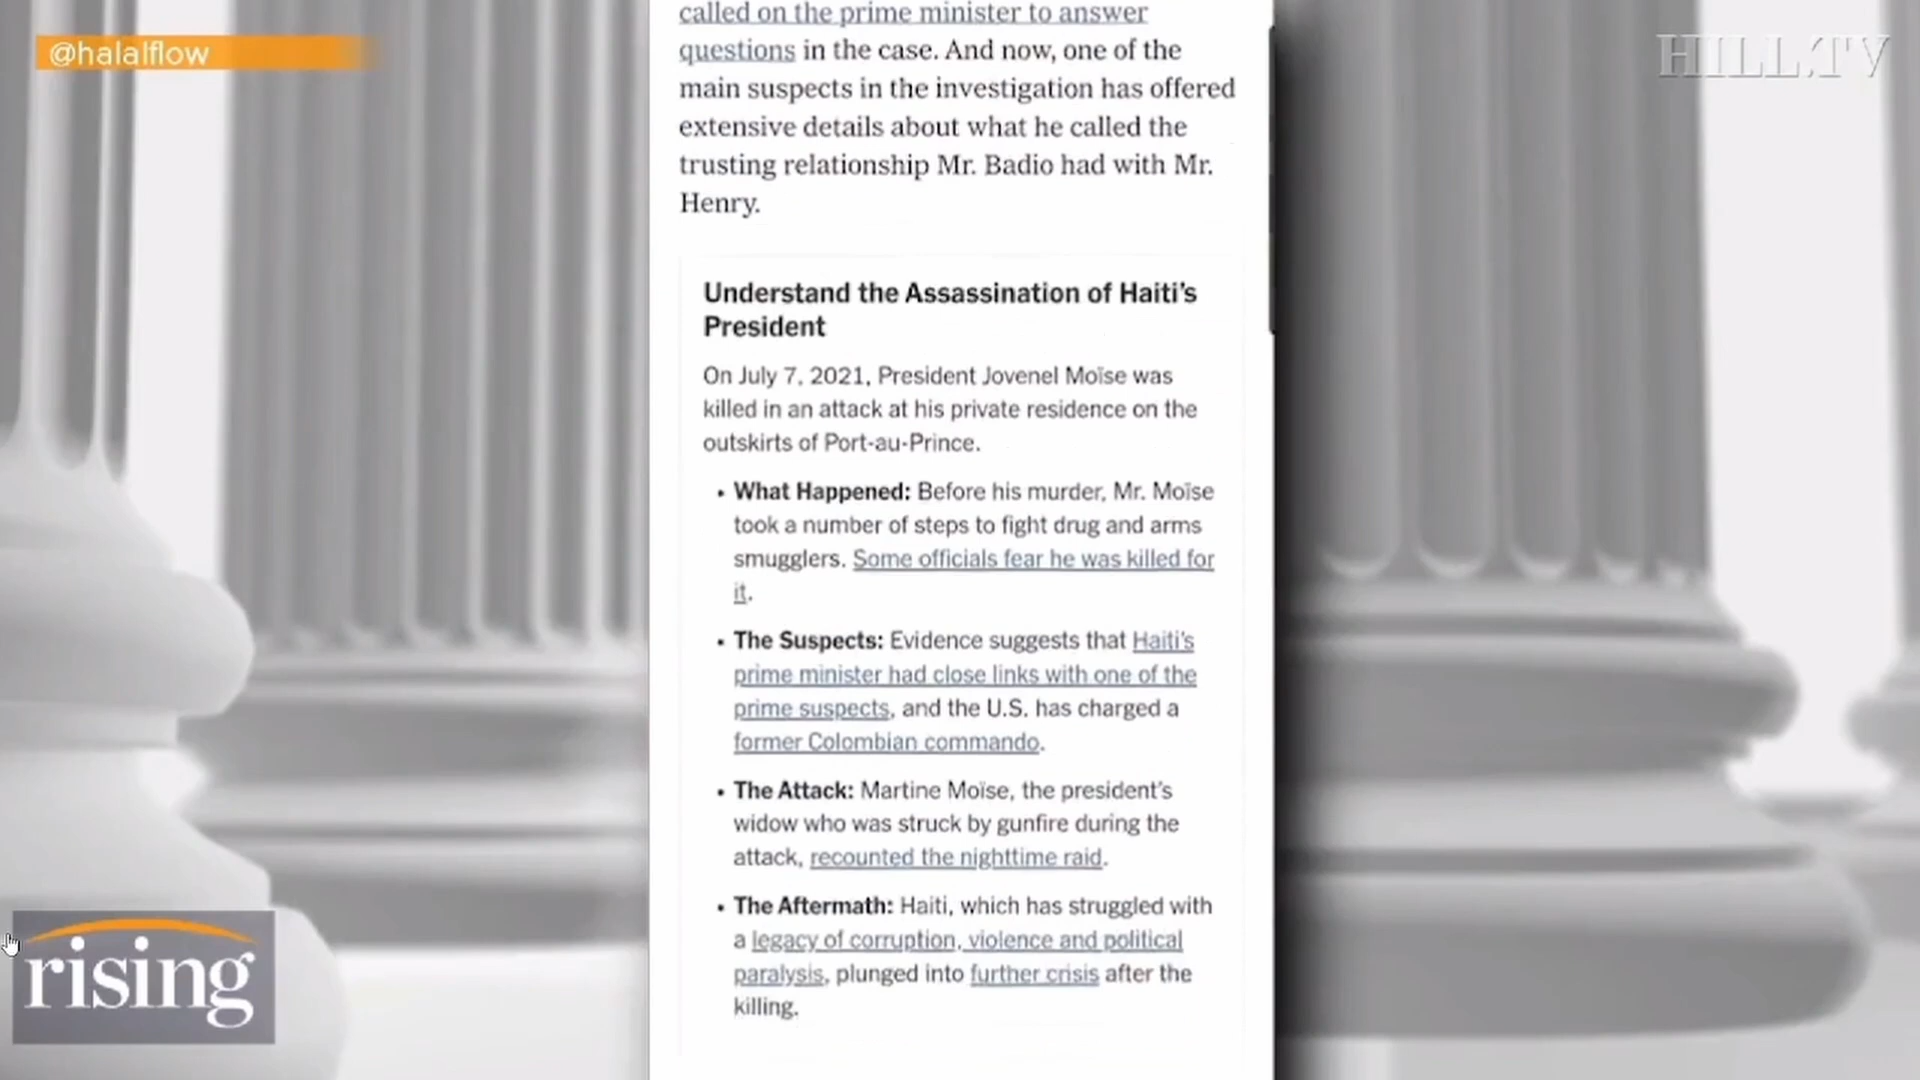 @halalflow
HILL.TV
called on the prime minister to answer
questions in the case. And now, one of the
main suspects in the investigation has offered
extensive details about what he called the
trusting relationship Mr. Badio had with Mr.
Henry.
Understand the Assassination of Haiti's
President
On July 7, 2021, President Jovenel Moïse was
killed in an attack at his private residence on the
outskirts of Port-au-Prince.
• What Happened: Before his murder, Mr. Moïse
took a number of steps to fight drug and arms
smugglers. Some officials fear he was killed for
it.
• The Suspects: Evidence suggests that Haiti's
prime minister had close links with one of the
prime suspects, and the U.S. has charged a
former Colombian commando.
• The Attack: Martine Moïse, the president's
widow who was struck by gunfire during the
attack, recounted the nighttime raid.
• The Aftermath: Haiti, which has struggled with
a legacy of corruption, violence and political
paralysis, plunged into further crisis after the
killing.
rising